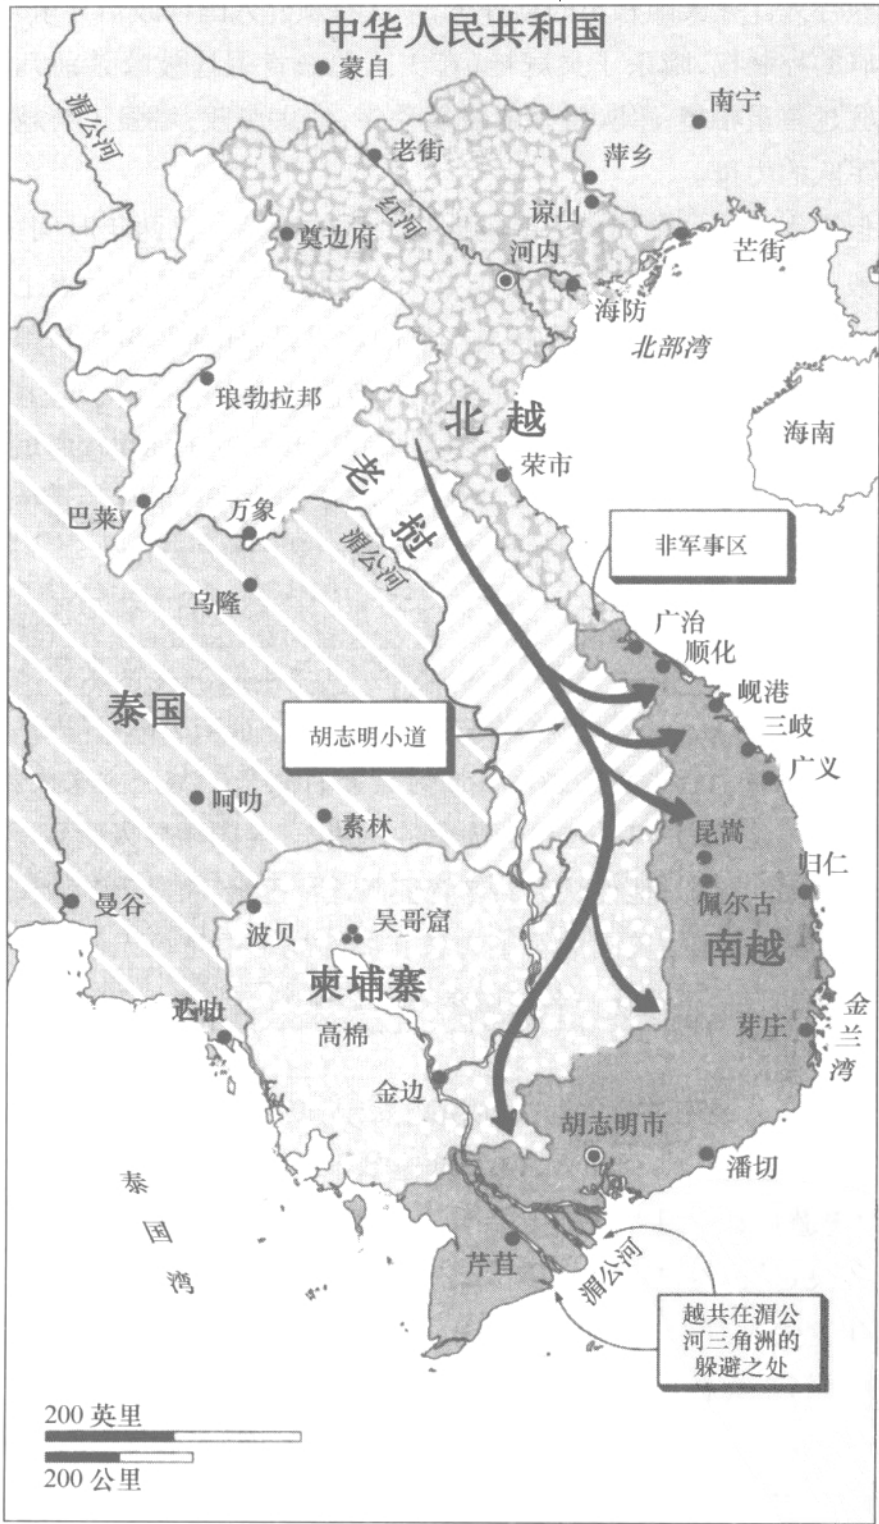 中华人民共和国
蒙自
湄公河
南宁
老街
萍乡
红河
谅山
奠边府
河内
芒街
海防
北部湾
琅勃拉邦
北越
海南
老挝
荣市
巴莱
万象
湄公河
非军事区
乌隆
广治
顺化
泰国
岘港
胡志明小道
三岐
广义
呵叻
素林
昆嵩
归仁
曼谷
波贝
吴哥窟
佩尔古
南越
柬埔寨
高棉
芽庄
金兰湾
金边
胡志明市
潘切
泰国湾
芹苴
湄公河
越共在湄公
河三角洲的
躲避之处
200 英里
200 公里